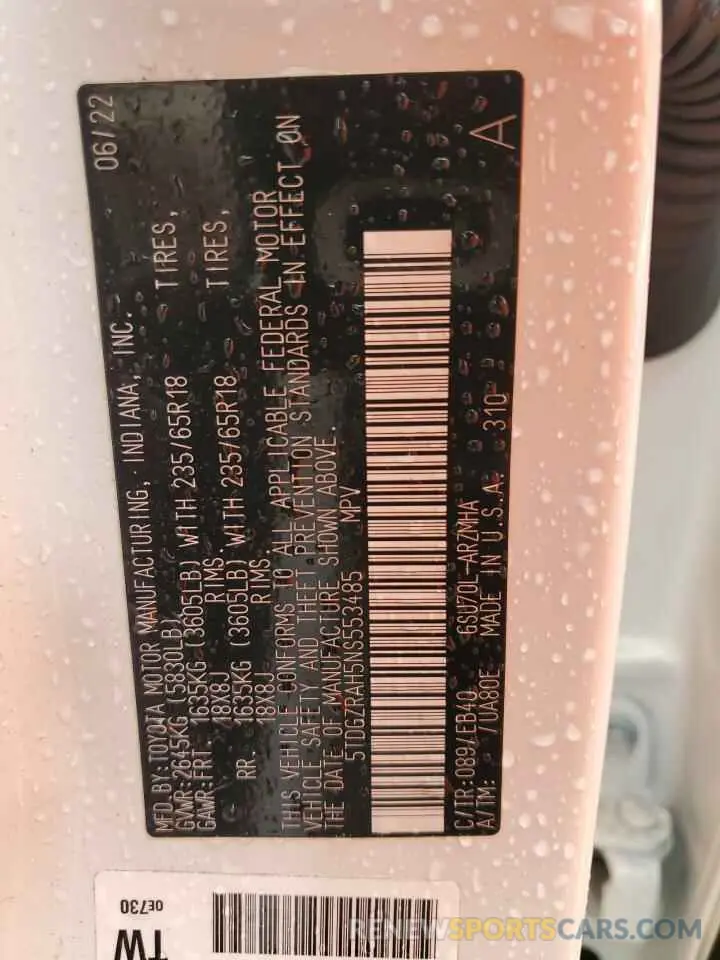 MFD.BY:TOYOTA MOTOR MANUFACTURING, INDIANA, INC. 06/22
GVWR:2645KG (5830LB)
GAWR:FRT. 1635KG (3605LB) WITH 235/65R18 TIRES,
18X8J RIMS,
RR. 1635KG (3605LB) WITH 235/65R18 TIRES,
18X8J RIMS.
THIS VEHICLE CONFORMS TO ALL APPLICABLE FEDERAL MOTOR
VEHICLE SAFETY AND THEFT PREVENTION STANDARDS IN EFFECT ON
THE DATE OF MANUFACTURE SHOWN ABOVE.
5TDGZRAH5NS553485 MPV
C/TR:089/EB40 GSU70L-ARZMHA
A/TM: /UA80E MADE IN U.S.A. 310 A
0E730
TW
RENEWSPORTSCARS.COM